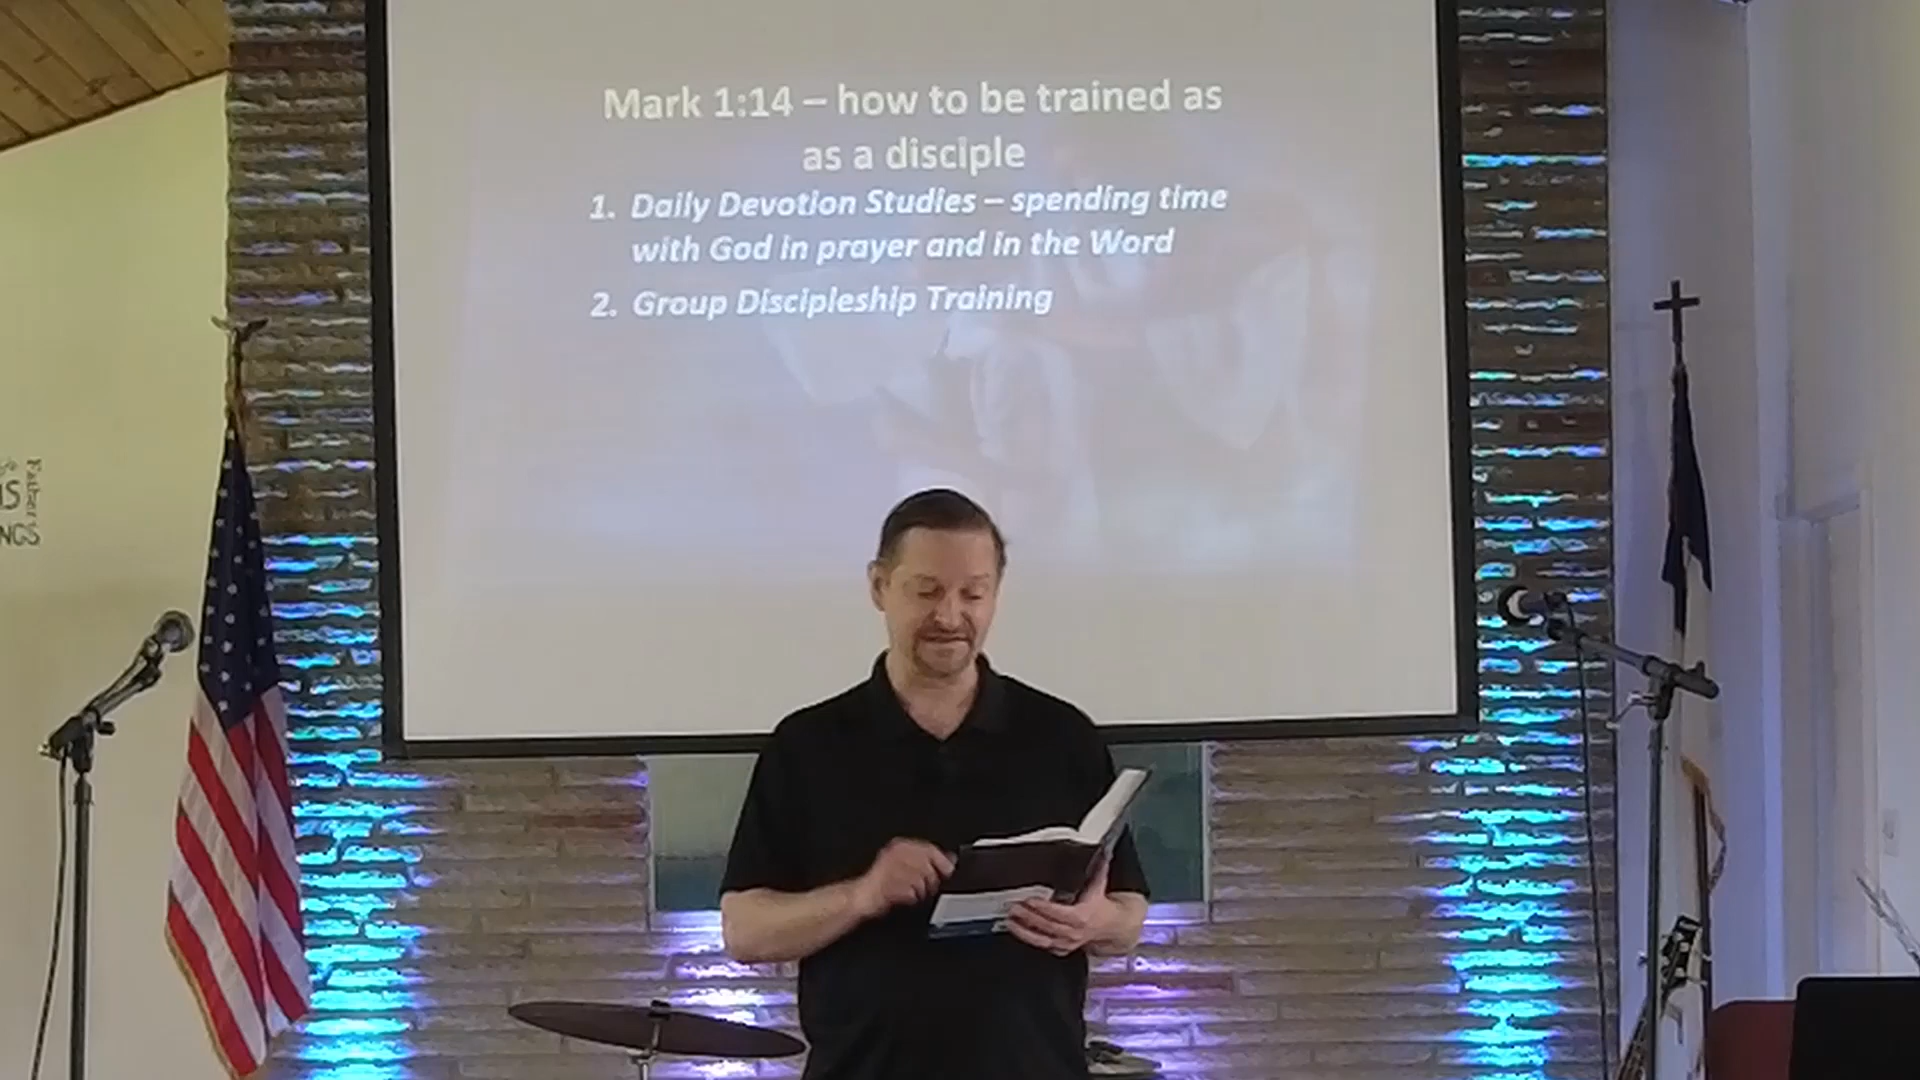 Mark 1:14 – how to be trained as
as a disciple
1. Daily Devotion Studies – spending time
with God in prayer and in the Word
2. Group Discipleship Training
Father's